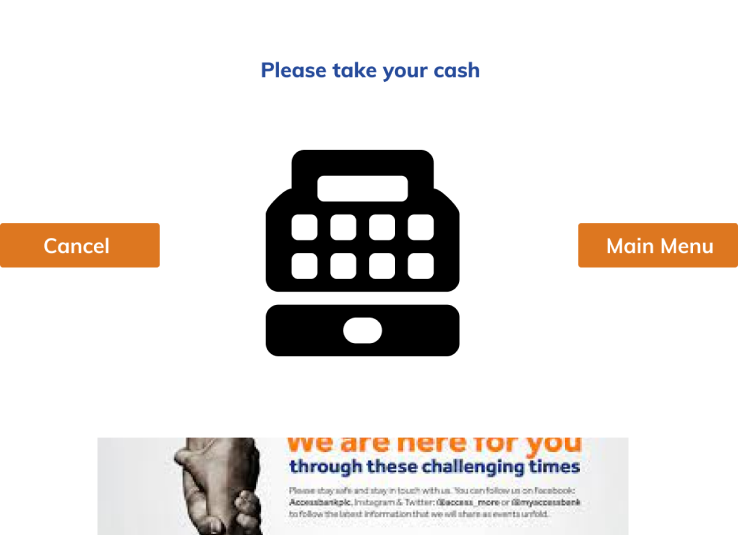 Please take your cash
Cancel
Main Menu
We are here for you
through these challenging times
Please stay safe and stay in touch with us. You can follow us on Facebook:
Accessbankplc, Instagram & Twitter: @access_more or @myaccessbank
to follow the latest information that we will share as events unfold.